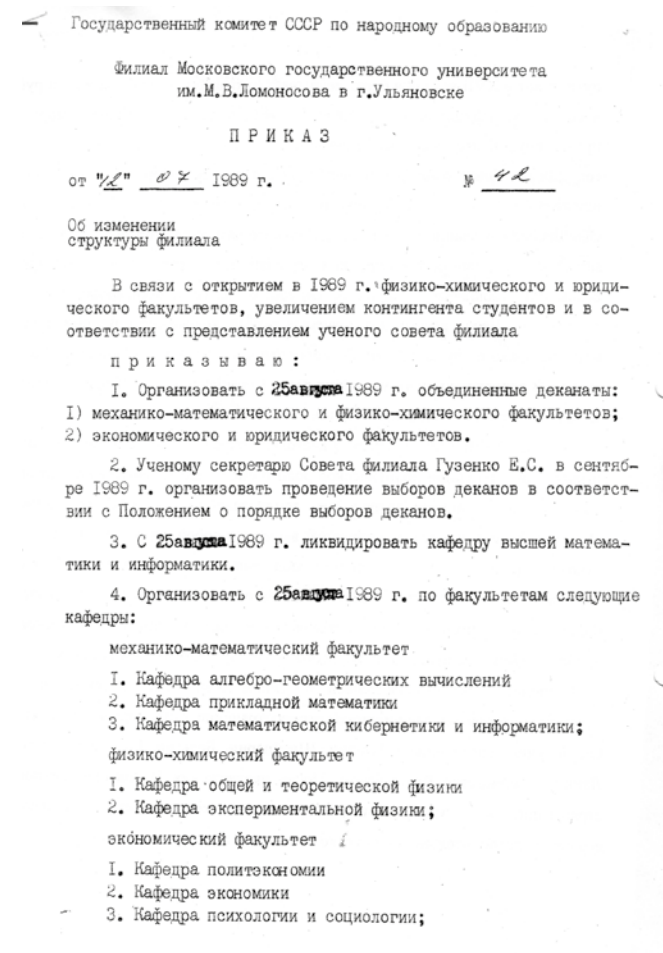 Государственный комитет СССР по народному образованию
Филиал Московского государственного университета
им.М.В.Ломоносова в г.Ульяновске
П Р И К А З
от "12" 07 1989 г.
№ 42
Об изменении
структуры филиала
В связи с открытием в 1989 г. физико-химического и юриди-
ческого факультетов, увеличением контингента студентов и в со-
ответствии с представлением ученого совета филиала
п р и к а з ы в а ю :
I. Организовать с 25августа 1989 г. объединенные деканаты:
I) механико-математического и физико-химического факультетов;
2) экономического и юридического факультетов.
2. Ученому секретарю Совета филиала Гузенко Е.С. в сентяб-
ре 1989 г. организовать проведение выборов деканов в соответст-
вии с Положением о порядке выборов деканов.
3. С 25августа 1989 г. ликвидировать кафедру высшей матема-
тики и информатики.
4. Организовать с 25августа 1989 г. по факультетам следующие
кафедры:
механико-математический факультет
I. Кафедра алгебро-геометрических вычислений
2. Кафедра прикладной математики
3. Кафедра математической кибернетики и информатики;
физико-химический факультет
I. Кафедра общей и теоретической физики
2. Кафедра экспериментальной физики;
экономический факультет
I. Кафедра политэкономии
2. Кафедра экономики
3. Кафедра психологии и социологии;